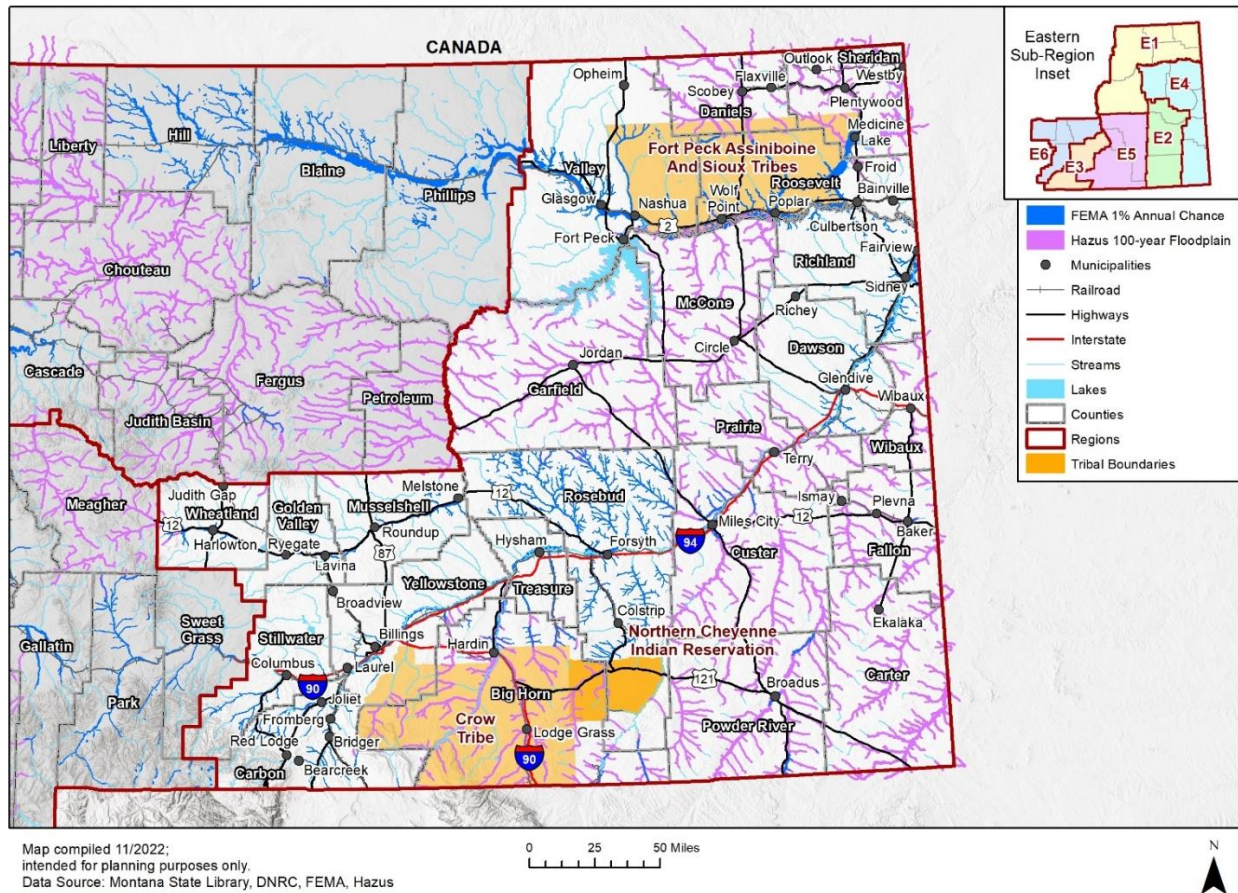 CANADA
Eastern
Sub-Region
Inset
E1
E4
E2
E5
E3
E6
FEMA 1% Annual Chance
Hazus 100-year Floodplain
Municipalities
Railroad
Highways
Interstate
Streams
Lakes
Counties
Regions
Tribal Boundaries
Opheim
Outlook
Sheridan
Flaxville
Westby
Scobey
Plentywood
Daniels
Medicine
Lake
Hill
Liberty
Blaine
Phillips
Valley
Fort Peck Assiniboine
And Sioux Tribes
Froid
Roosevelt
Bainville
Glasgow
Nashua
Wolf
Point
Poplar
2
Culbertson
Fort Peck
Fairview
Richland
Sidney
Chouteau
McCone
Richey
Circle
Dawson
Cascade
Fergus
Jordan
Glendive
Petroleum
Garfield
Wibaux
Judith Basin
Prairie
Wibaux
Terry
Meagher
Judith Gap
Wheatland
12
Harlowton
Golden
Valley
Ryegate
Musselshell
Melstone
Roundup
87
Lavina
12
Rosebud
Ismay
Plevna
12
Baker
Miles City
94
Custer
Fallon
Hysham
Forsyth
Yellowstone
Treasure
Broadview
Colstrip
Ekalaka
Sweet
Grass
Gallatin
Stillwater
Billings
Northern Cheyenne
Indian Reservation
Hardin
Columbus
Laurel
90
Park
Joliet
Big Horn
121
Broadus
Carter
Powder River
Fromberg
Crow
Tribe
Red Lodge
Bridger
Lodge Grass
90
Carbon
Bearcreek
Map compiled 11/2022;
intended for planning purposes only.
Data Source: Montana State Library, DNRC, FEMA, Hazus
0 25 50 Miles
N